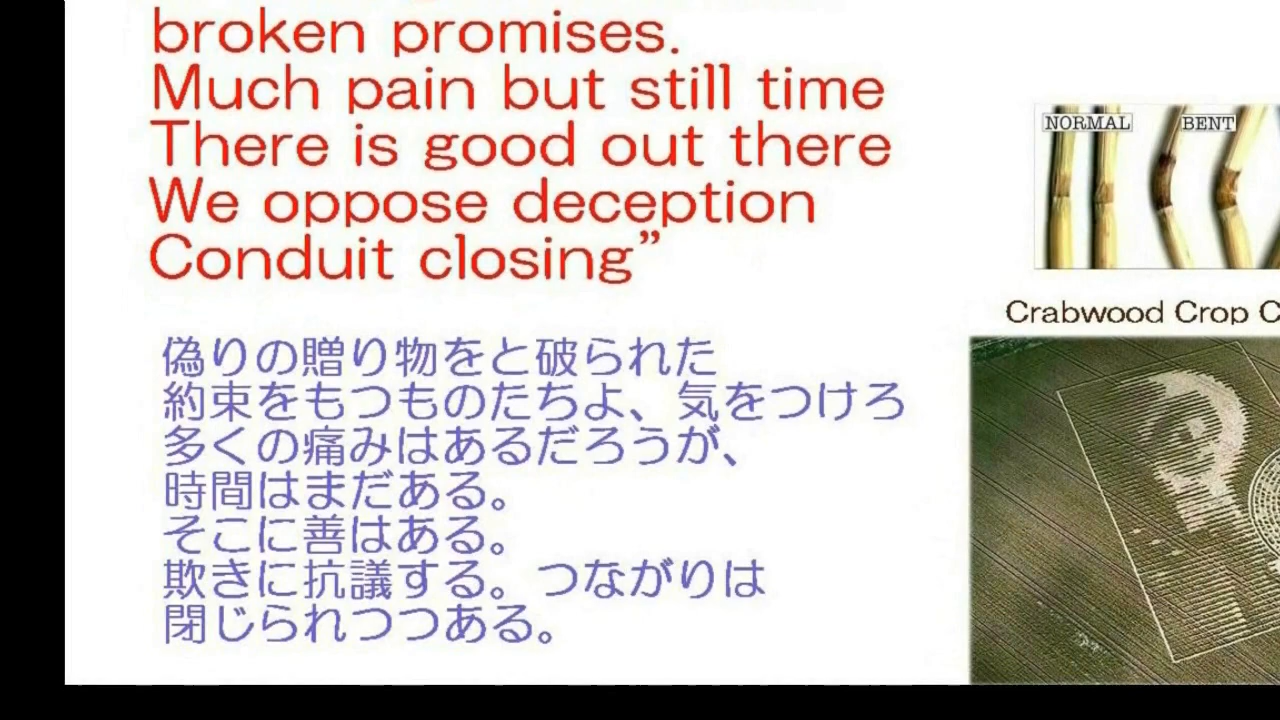 broken promises.
Much pain but still time
There is good out there
We oppose deception
Conduit closing”
偽りの贈り物をと破られた
約束をもつものたちよ、気をつけろ
多くの痛みはあるだろうが、
時間はまだある。
そこに善はある。
欺きに抗議する。つながりは
閉じられつつある。
NORMAL BENT
Crabwood Crop C